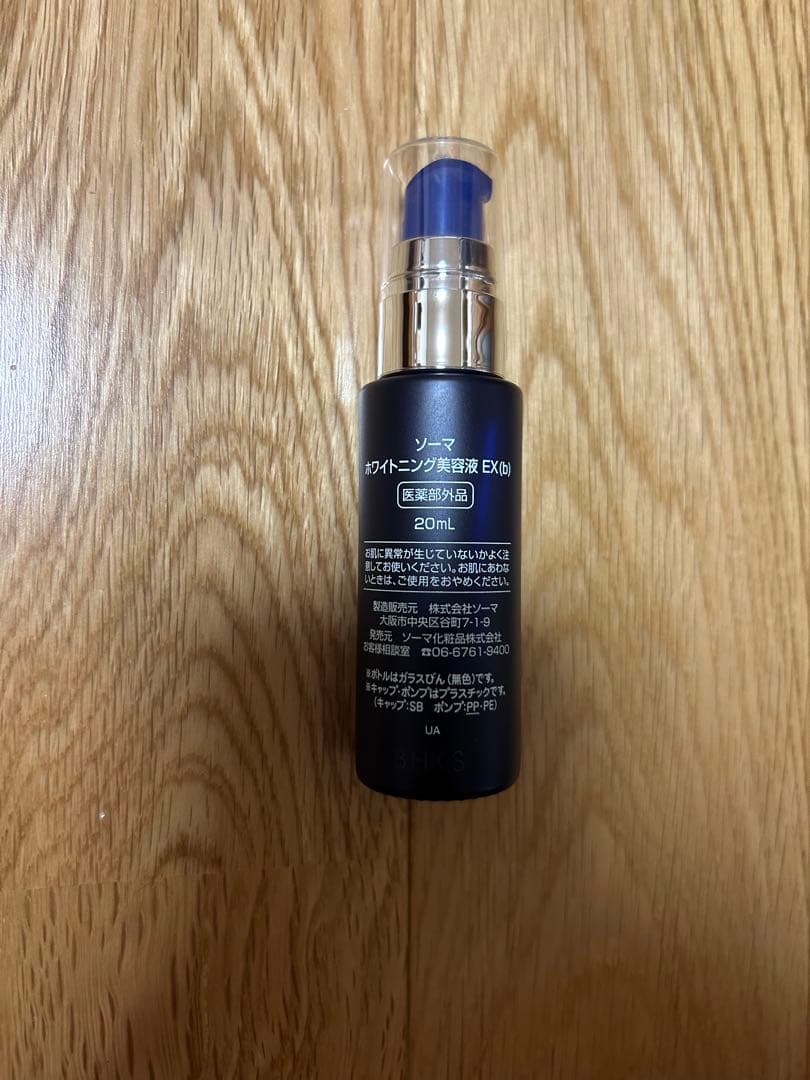 ソーマ
ホワイトニング美容液 EX(b)
医薬部外品
20mL
お肌に異常が生じていないかよく注
意してお使いください。お肌にあわな
いときは、ご使用をおやめください。
製造販売元 株式会社ソーマ
大阪市中央区谷町7-1-9
発売元 ソーマ化粧品株式会社
お客様相談室 ☎06-6761-9400
※ボトルはガラスびん(無色)です。
※キャップ・ポンプはプラスチックです。
(キャップ:SB ポンプ:PP・PE)
UA